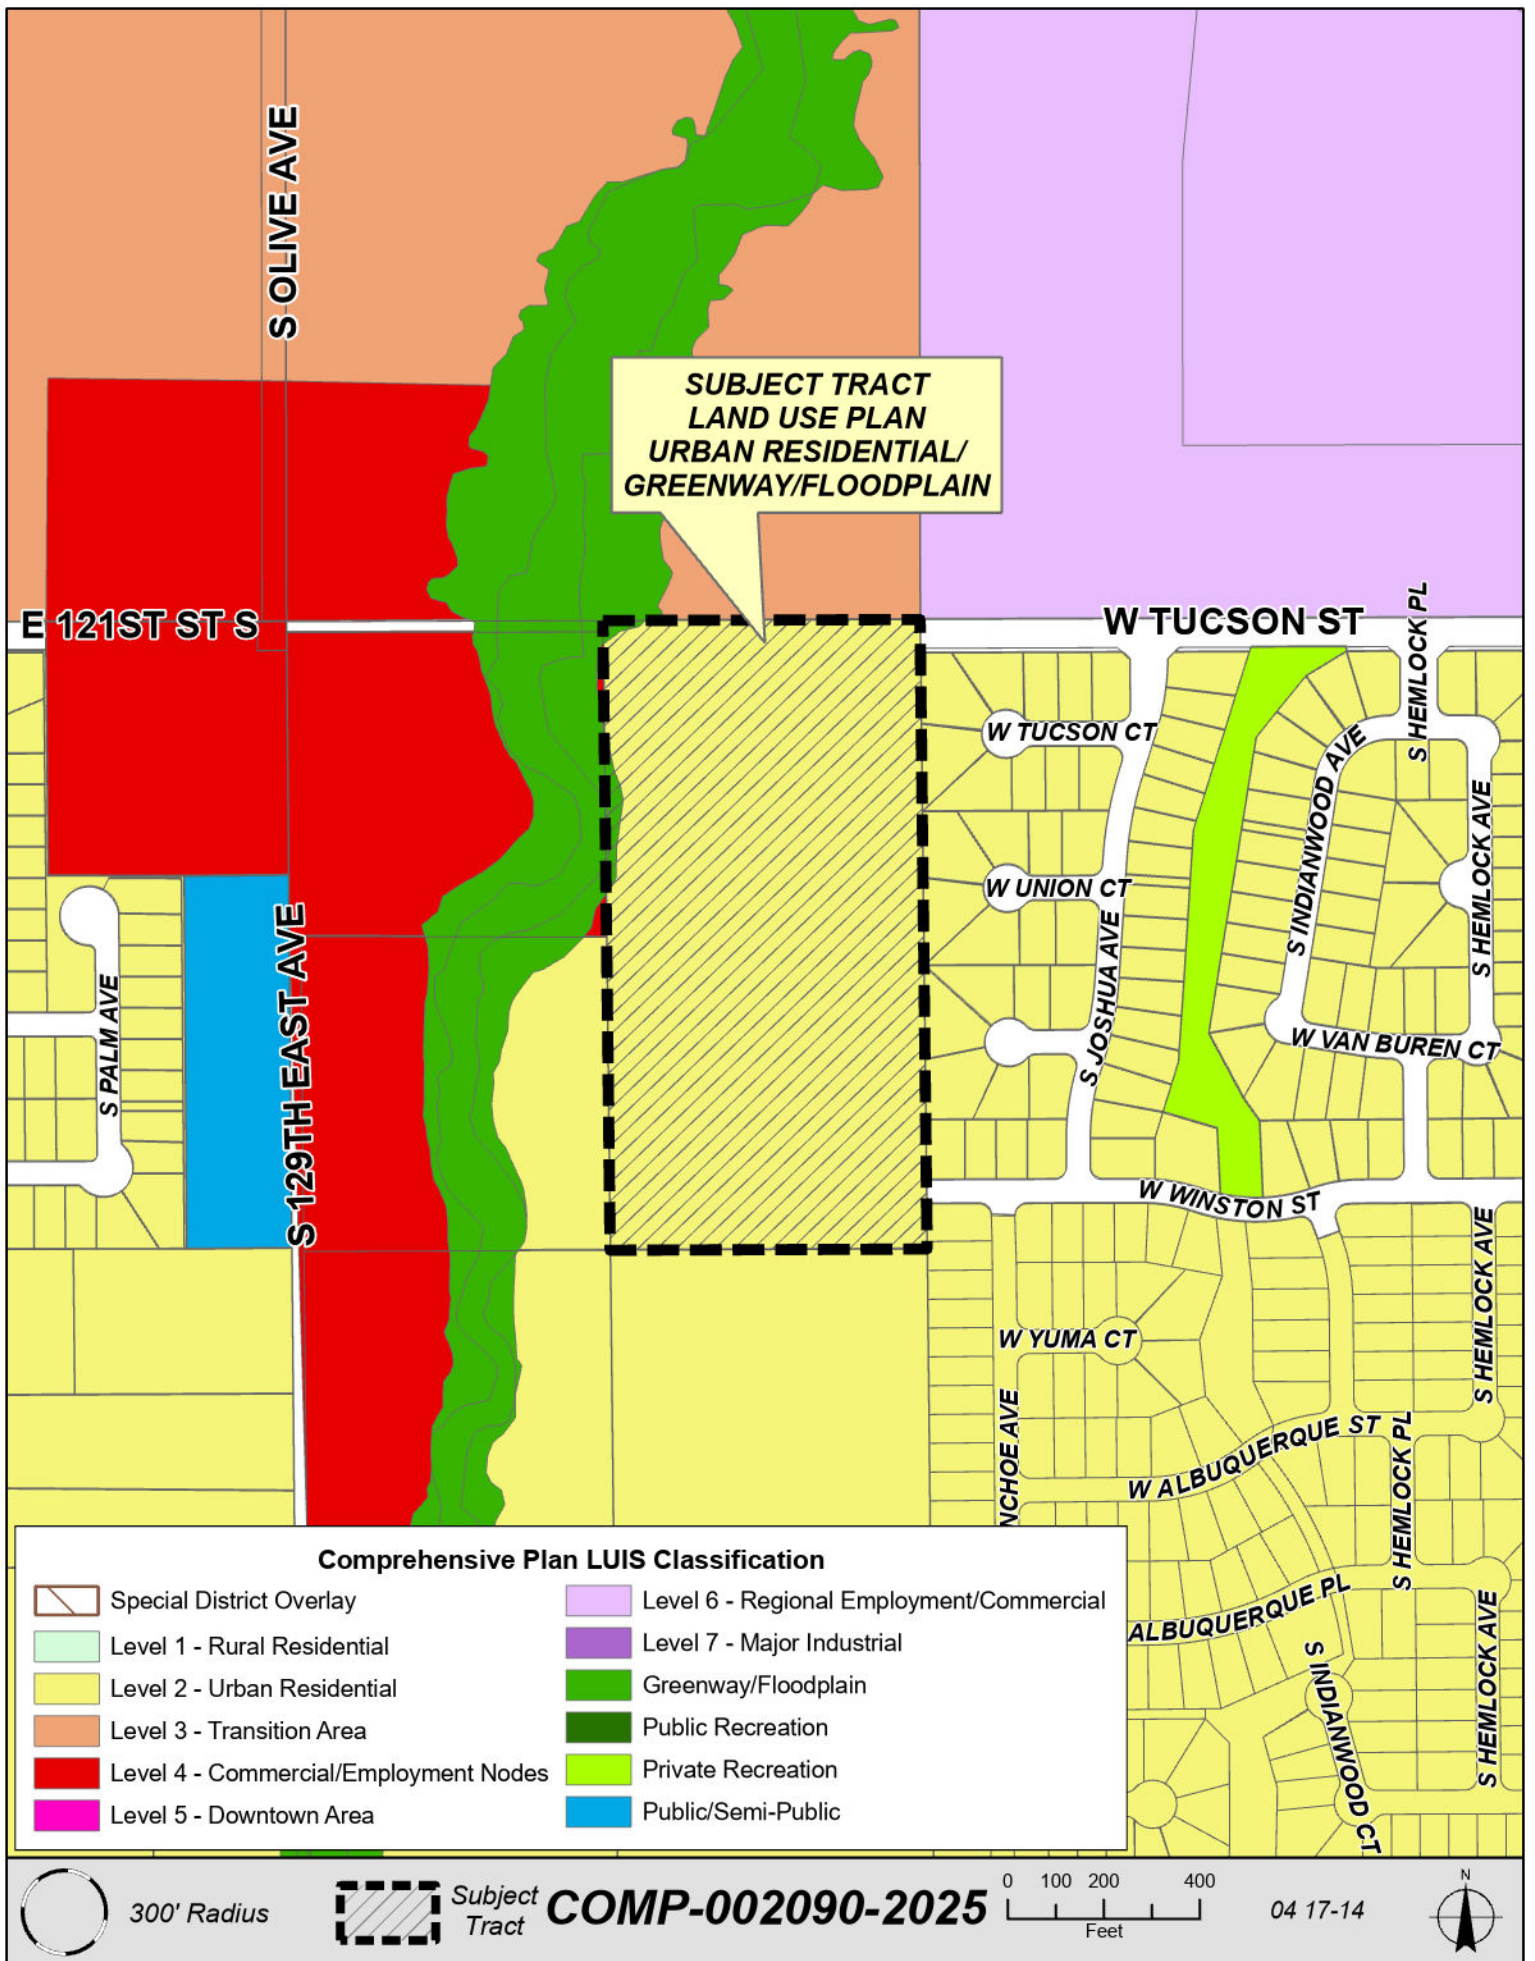 S OLIVE AVE
SUBJECT TRACT
LAND USE PLAN
URBAN RESIDENTIAL/
GREENWAY/FLOODPLAIN
E 121ST ST S
W TUCSON ST
S HEMLOCK PL
W TUCSON CT
S INDIANWOOD AVE
S HEMLOCK AVE
W UNION CT
S JOSHUA AVE
S PALM AVE
S 129TH EAST AVE
W VAN BUREN CT
W WINSTON ST
W YUMA CT
S HEMLOCK AVE
NCHOE AVE
W ALBUQUERQUE ST
S HEMLOCK PL
ALBUQUERQUE PL
S HEMLOCK AVE
S INDIANWOOD CT
Comprehensive Plan LUIS Classification
Special District Overlay
Level 1 - Rural Residential
Level 2 - Urban Residential
Level 3 - Transition Area
Level 4 - Commercial/Employment Nodes
Level 5 - Downtown Area
Level 6 - Regional Employment/Commercial
Level 7 - Major Industrial
Greenway/Floodplain
Public Recreation
Private Recreation
Public/Semi-Public
300' Radius
Subject
Tract
COMP-002090-2025
0 100 200 400
Feet
04 17-14
N